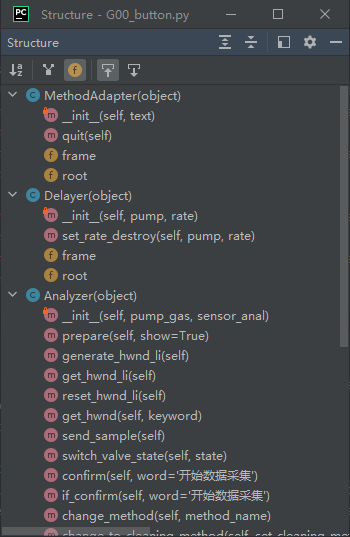 PC Structure - G00_button.py
Structure
MethodAdapter(object)
__init__(self, text)
quit(self)
frame
root
Delayer(object)
__init__(self, pump, rate)
set_rate_destroy(self, pump, rate)
frame
root
Analyzer(object)
__init__(self, pump_gas, sensor_anal)
prepare(self, show=True)
generate_hwnd_li(self)
get_hwnd_li(self)
reset_hwnd_li(self)
get_hwnd(self, keyword)
send_sample(self)
switch_valve_state(self, state)
confirm(self, word='开始数据采集')
if_confirm(self, word='开始数据采集')
change_method(self, method_name)
change_to_cleaning_method(self, set_cleaning_me